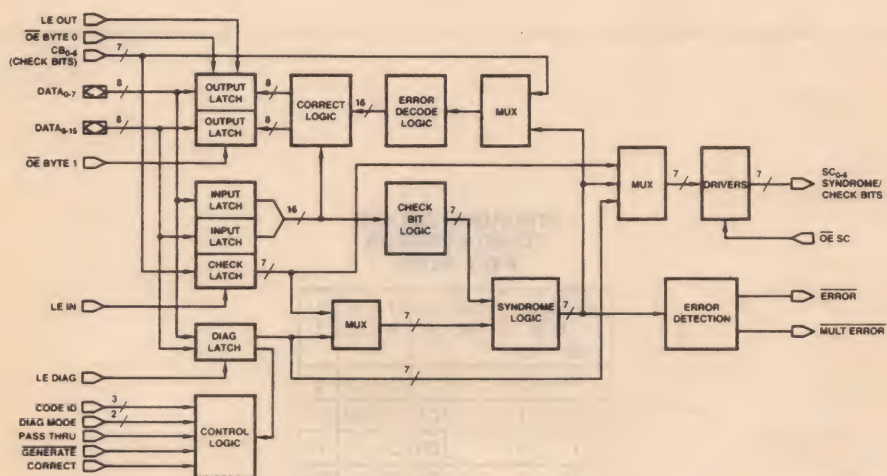 LE OUT
OE BYTE 0
CB0-6
(CHECK BITS)
7
DATA0-7
8
DATA8-15
8
OE BYTE 1
OUTPUT
LATCH
OUTPUT
LATCH
8
8
CORRECT
LOGIC
16
ERROR
DECODE
LOGIC
MUX
INPUT
LATCH
INPUT
LATCH
CHECK
LATCH
16
7
CHECK
BIT
LOGIC
7
MUX
7
DRIVERS
7
SC0-6
SYNDROME/
CHECK BITS
OE SC
LE IN
MUX
7
SYNDROME
LOGIC
7
ERROR
DETECTION
ERROR
MULT ERROR
DIAG
LATCH
7
LE DIAG
CODE ID
3
DIAG MODE
2
PASS THRU
GENERATE
CORRECT
CONTROL
LOGIC